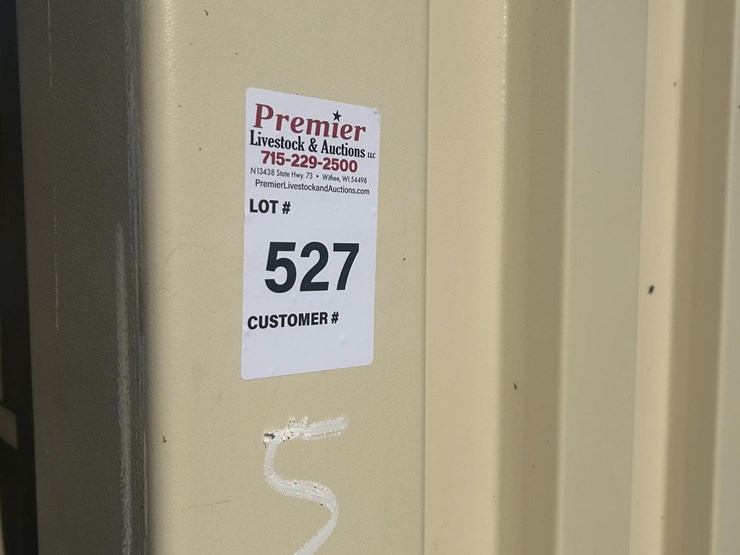 Premier
Livestock & Auctions LLC
715-229-2500
N13438 State Hwy. 73 • Withee, WI 54498
PremierLivestockandAuctions.com
LOT #
527
CUSTOMER #
5